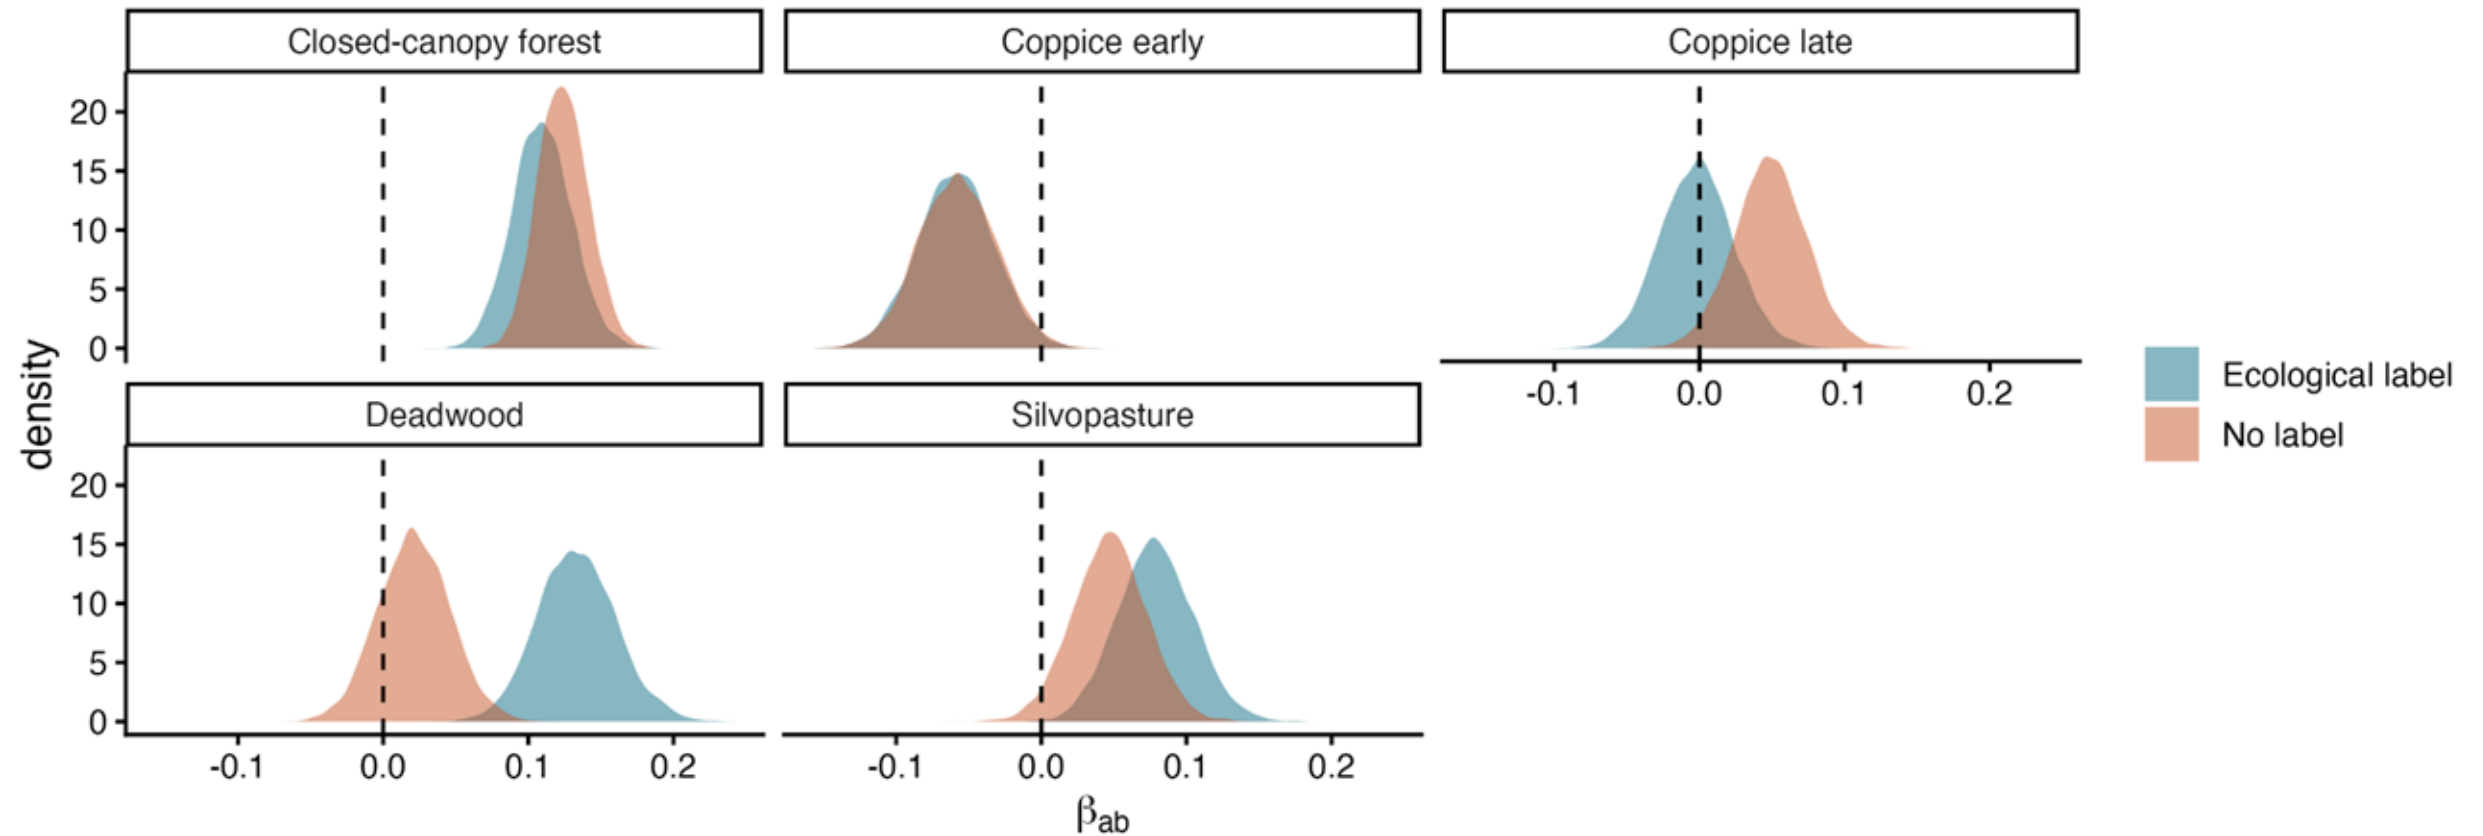 Closed-canopy forest
Coppice early
Coppice late
20
15
10
5
0
-0.1 0.0 0.1 0.2
Deadwood
Silvopasture
20
15
10
5
0
-0.1 0.0 0.1 0.2
-0.1 0.0 0.1 0.2
density
βab
Ecological label
No label